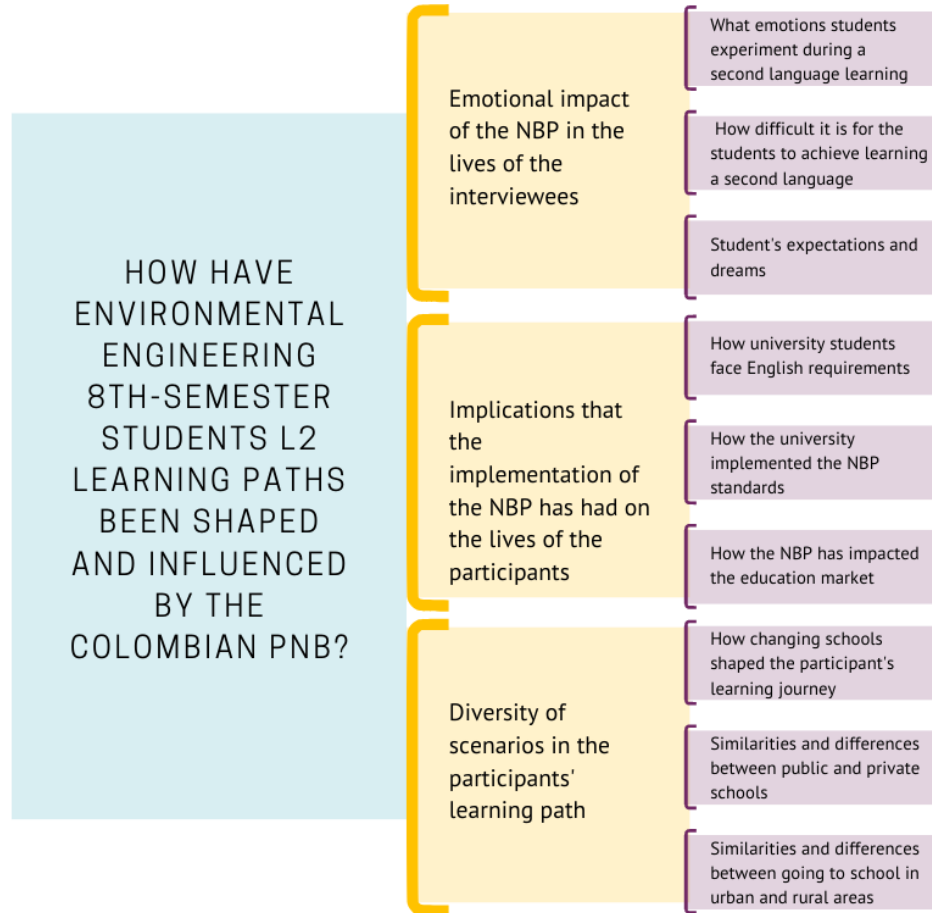 HOW HAVE
ENVIRONMENTAL
ENGINEERING
8TH-SEMESTER
STUDENTS L2
LEARNING PATHS
BEEN SHAPED
AND INFLUENCED
BY THE
COLOMBIAN PNB?
Emotional impact
of the NBP in the
lives of the
interviewees
What emotions students
experiment during a
second language learning
How difficult it is for the
students to achieve learning
a second language
Student's expectations and
dreams
Implications that
the
implementation of
the NBP has had on
the lives of the
participants
How university students
face English requirements
How the university
implemented the NBP
standards
How the NBP has impacted
the education market
Diversity of
scenarios in the
participants'
learning path
How changing schools
shaped the participant's
learning journey
Similarities and differences
between public and private
schools
Similarities and differences
between going to school in
urban and rural areas